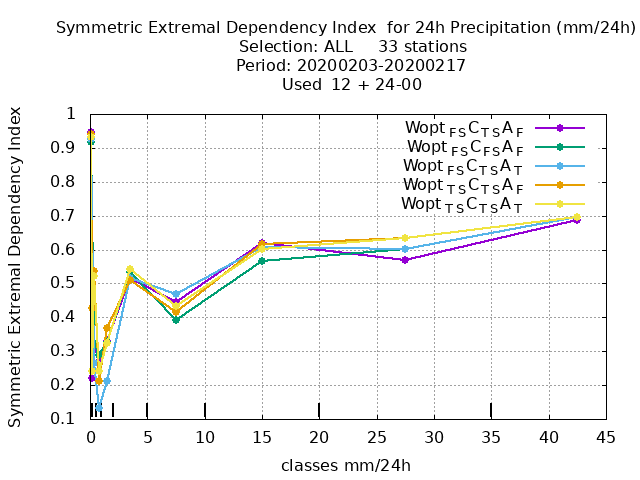 Symmetric Extremal Dependency Index  for 24h Precipitation (mm/24h)
Selection: ALL     33 stations
Period: 20200203-20200217
Used  12 + 24-00
Symmetric Extremal Dependency Index
1
0.9
0.8
0.7
0.6
0.5
0.4
0.3
0.2
0.1
Wopt FS C TS A F
Wopt FS C FS A F
Wopt FS C TS A T
Wopt TS C TS A F
Wopt TS C TS A T
0 5 10 15 20 25 30 35 40 45
classes mm/24h